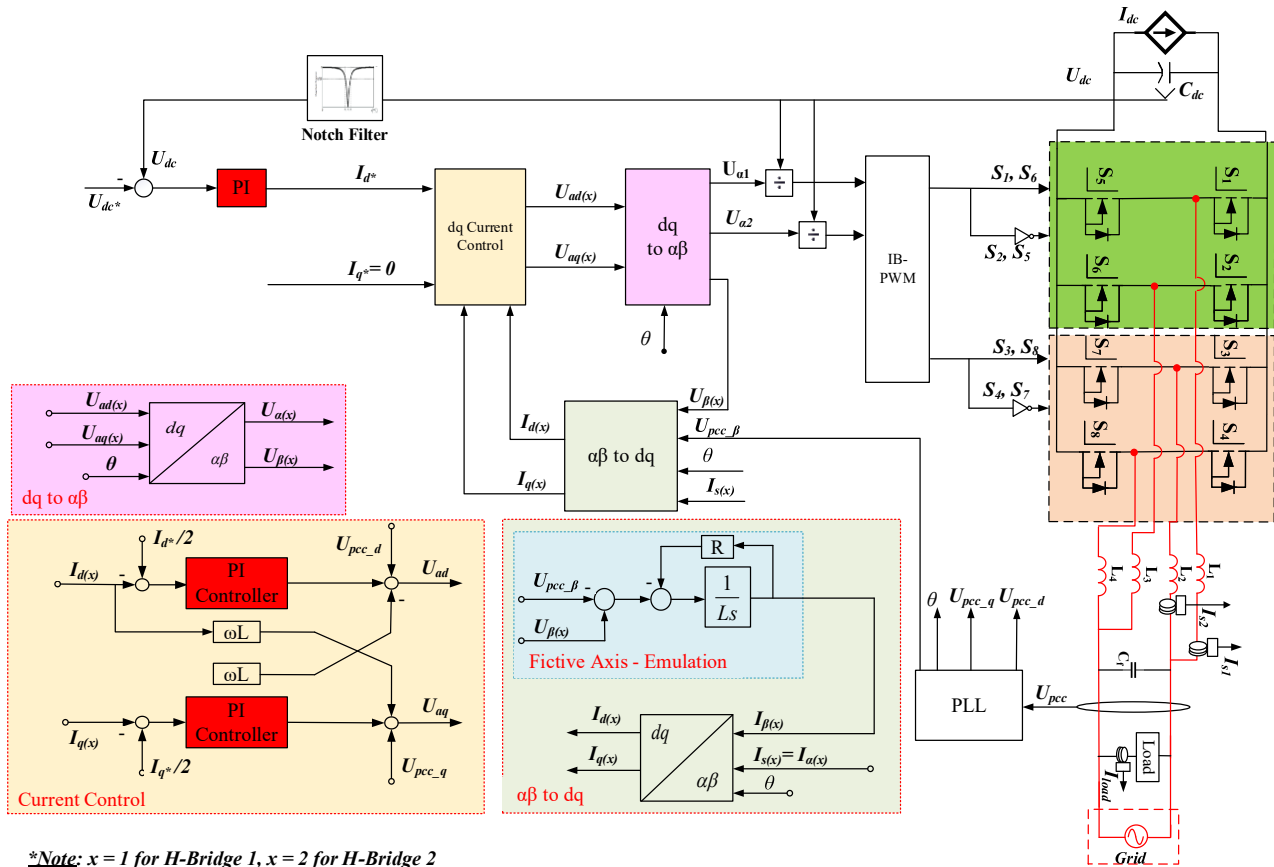 I_dc
U_dc
C_dc
Notch Filter
U_dc
-
U_dc*
PI
I_d*
I_q*= 0
dq Current
Control
U_ad(x)
U_aq(x)
dq
to αβ
θ
U_α1
U_α2
÷
÷
IB-
PWM
S_1, S_6
S_2, S_5
S_3, S_8
S_4, S_7
S_5
S_1
S_6
S_2
S_7
S_3
S_8
S_4
U_β(x)
U_pcc_β
θ
I_s(x)
αβ to dq
I_d(x)
I_q(x)
U_ad(x)
U_aq(x)
θ
dq
αβ
U_α(x)
U_β(x)
dq to αβ
I_d*/2
I_d(x)
-
PI
Controller
U_pcc_d
U_ad
-
ωL
ωL
PI
Controller
I_q(x)
-
I_q*/2
U_aq
U_pcc_q
Current Control
R
U_pcc_β
-
-
1
Ls
U_β(x)
Fictive Axis - Emulation
I_d(x)
I_q(x)
dq
αβ
I_β(x)
I_s(x)= I_α(x)
θ
αβ to dq
θ
U_pcc_q
U_pcc_d
PLL
U_pcc
L_4
L_3
L_2
L_1
I_s2
I_s1
C_f
Load
I_load
Grid
*Note: x = 1 for H-Bridge 1, x = 2 for H-Bridge 2